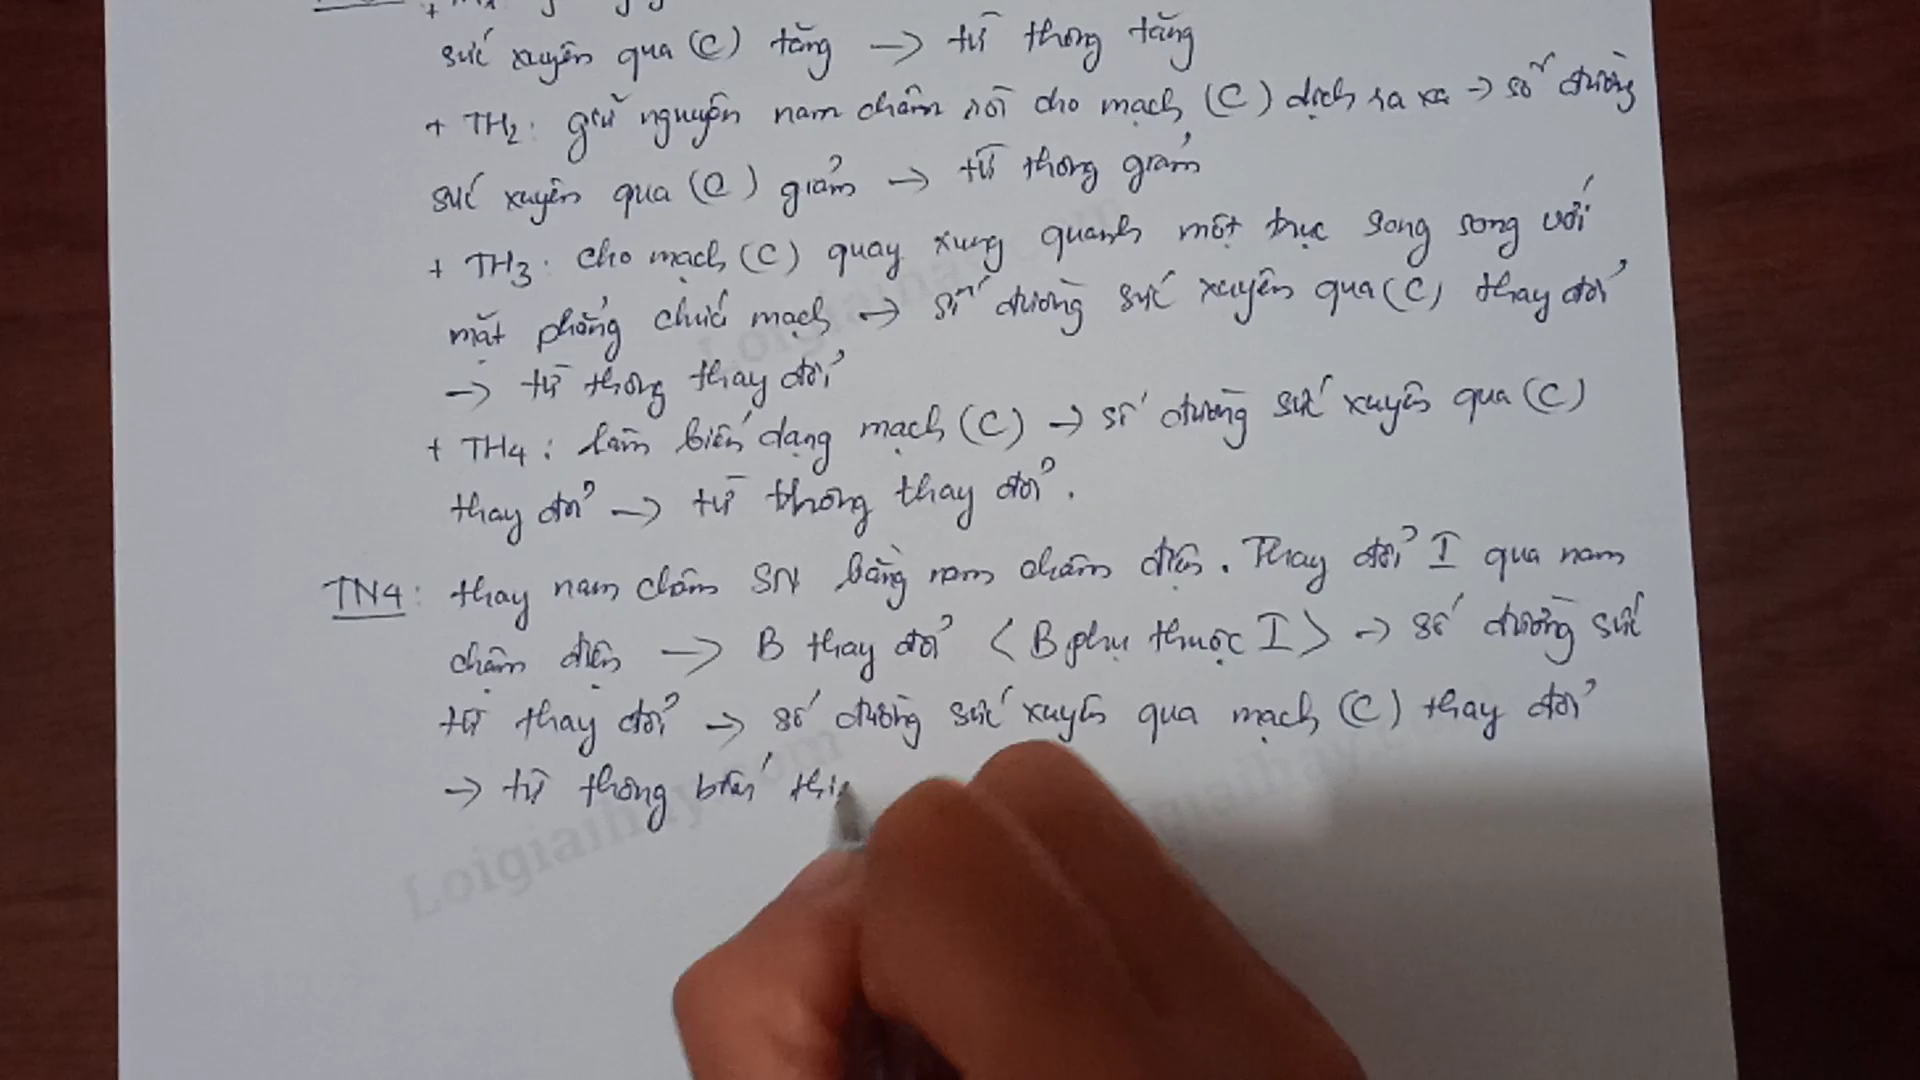 sức xuyên qua (C) tăng → từ thông tăng
+ TH2: giữ nguyên nam châm rồi cho mạch (C) dịch ra xa → số đường
sức xuyên qua (C) giảm → từ thông giảm
+ TH3: cho mạch (C) quay xung quanh một trục song song với
mặt phẳng chứa mạch → số đường sức xuyên qua (C) thay đổi
→ từ thông thay đổi
+ TH4: làm biến dạng mạch (C) → số đường sức xuyên qua (C)
thay đổi → từ thông thay đổi.
TN4: thay nam châm SN bằng nam châm điện. Thay đổi I qua nam
châm điện → B thay đổi <B phụ thuộc I> → số đường sức
từ thay đổi → số đường sức xuyên qua mạch (C) thay đổi
→ từ thông biến thi
Loigiaihay.com